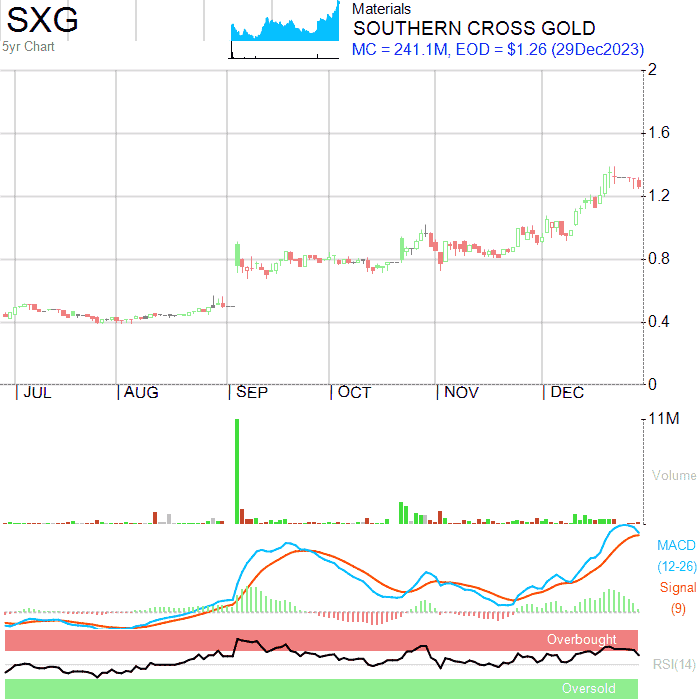 SXG
5yr Chart
Materials
SOUTHERN CROSS GOLD
MC = 241.1M, EOD = $1.26 (29Dec2023)
2
1.6
1.2
0.8
0.4
0
JUL AUG SEP OCT NOV DEC
11M
Volume
MACD
(12-26)
Signal
(9)
Overbought
RSI(14)
Oversold